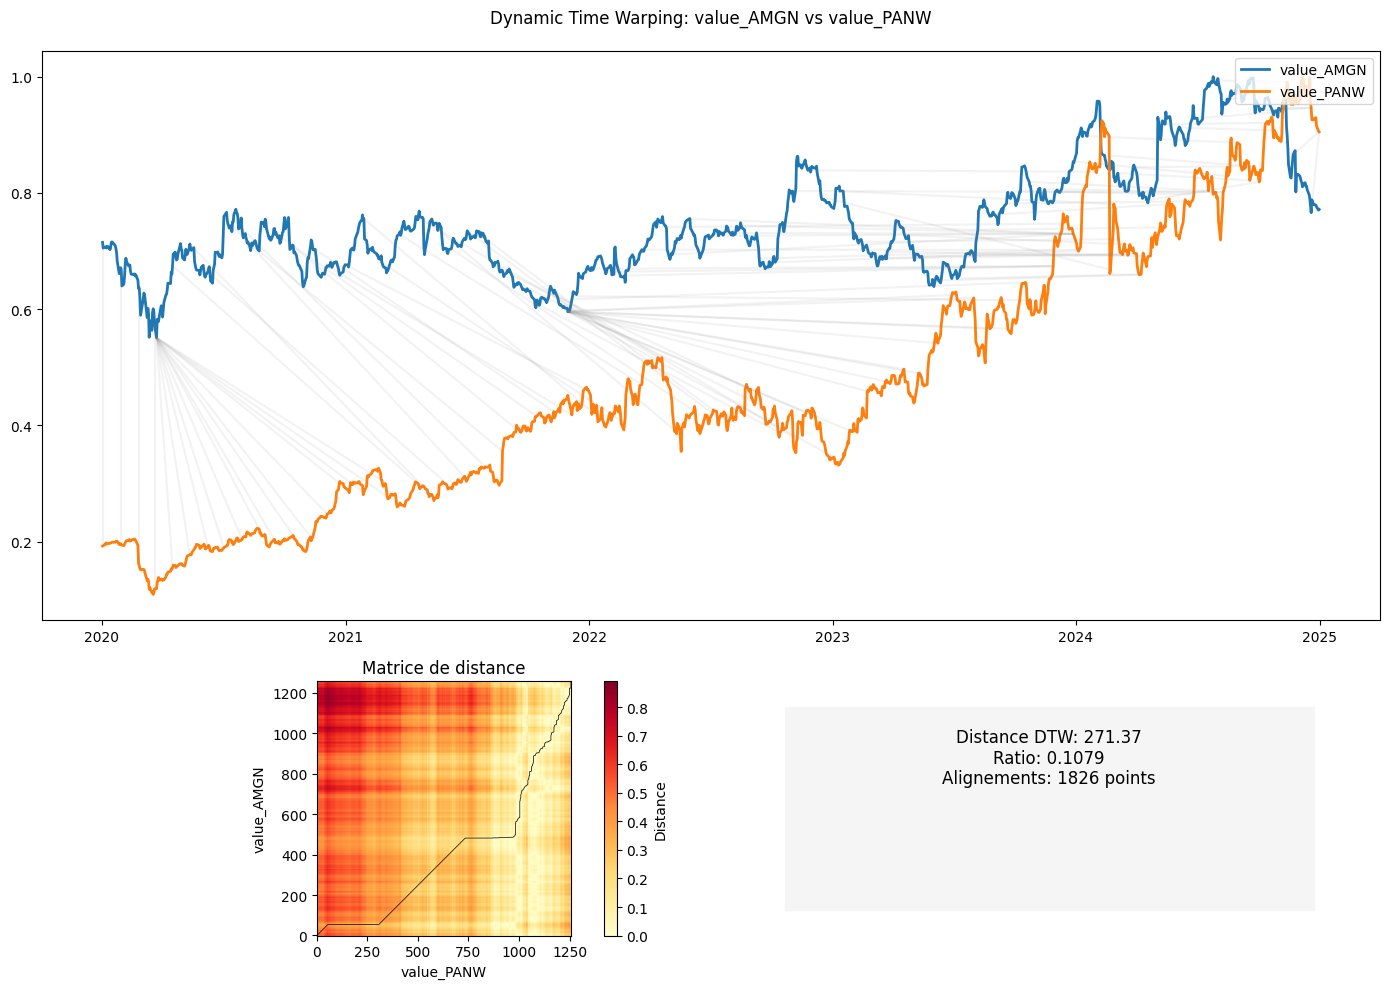 Dynamic Time Warping: value_AMGN vs value_PANW
1.0
0.8
0.6
0.4
0.2
value_AMGN
value_PANW
2020 2021 2022 2023 2024 2025
Matrice de distance
value_AMGN
1200
1000
800
600
400
200
0
0 250 500 750 1000 1250
value_PANW
0.8
0.7
0.6
0.5
0.4
0.3
0.2
0.1
0.0
Distance
Distance DTW: 271.37
Ratio: 0.1079
Alignements: 1826 points